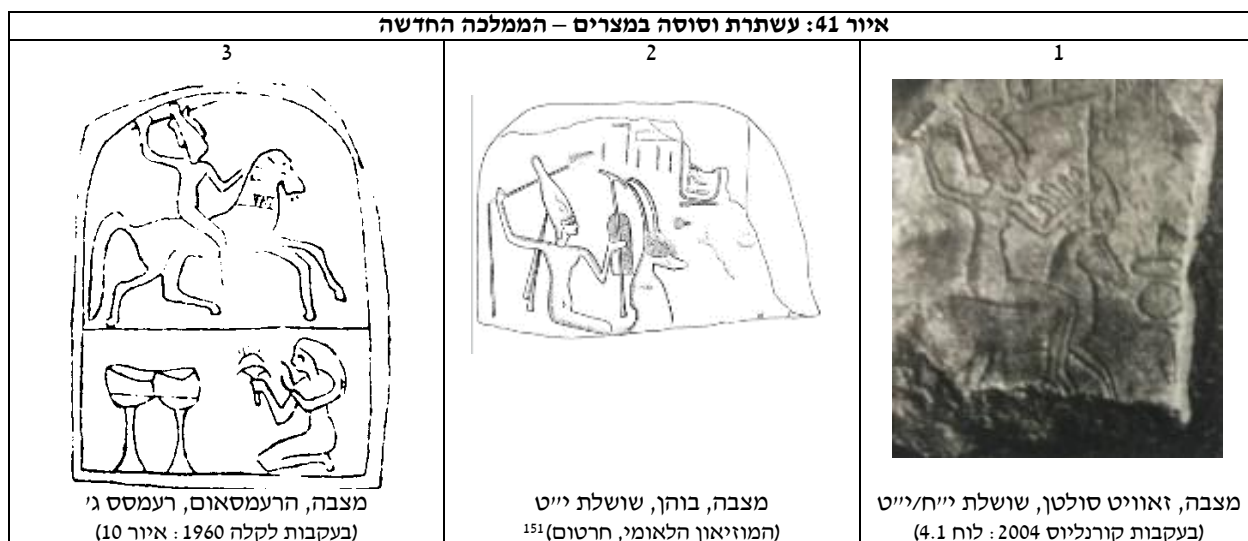 איור 41: עשתרת וסוסה במצרים – הממלכה החדשה
1
2
3
מצבה, זאוויט סולטן, שושלת י״ח/י״ט
(בעקבות קורנליוס 2004: לוח 4.1)
מצבה, בוהן, שושלת י״ט
(המוזיאון הלאומי, חרטום)151
מצבה, הרעמסאום, רעמסס ג׳
(בעקבות לקלה 1960: איור 10)